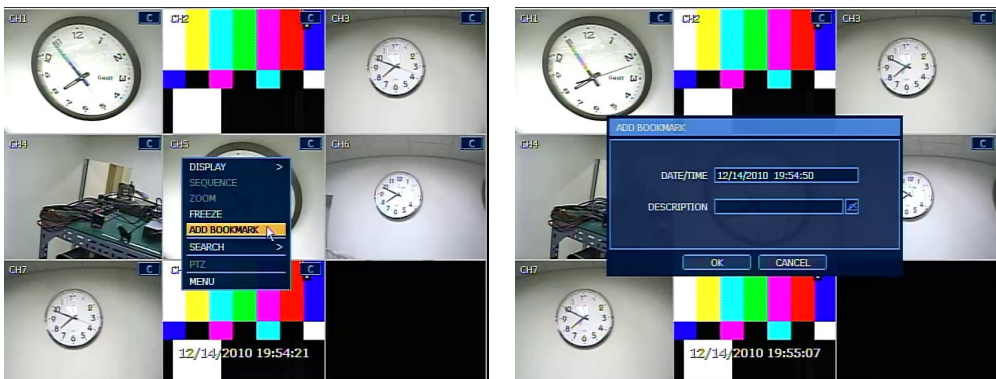 CH1 C CH2 C CH3 C
CH4 C CH5 C CH6 C
DISPLAY >
SEQUENCE
ZOOM
FREEZE
ADD BOOKMARK
SEARCH >
PTZ
MENU
CH7 C CH C
12/14/2010 19:54:21
CH1 C CH2 C CH3 C
ADD BOOKMARK
CH4
DATE/TIME 12/14/2010 19:54:50
DESCRIPTION
OK CANCEL
CH7
12/14/2010 19:55:07